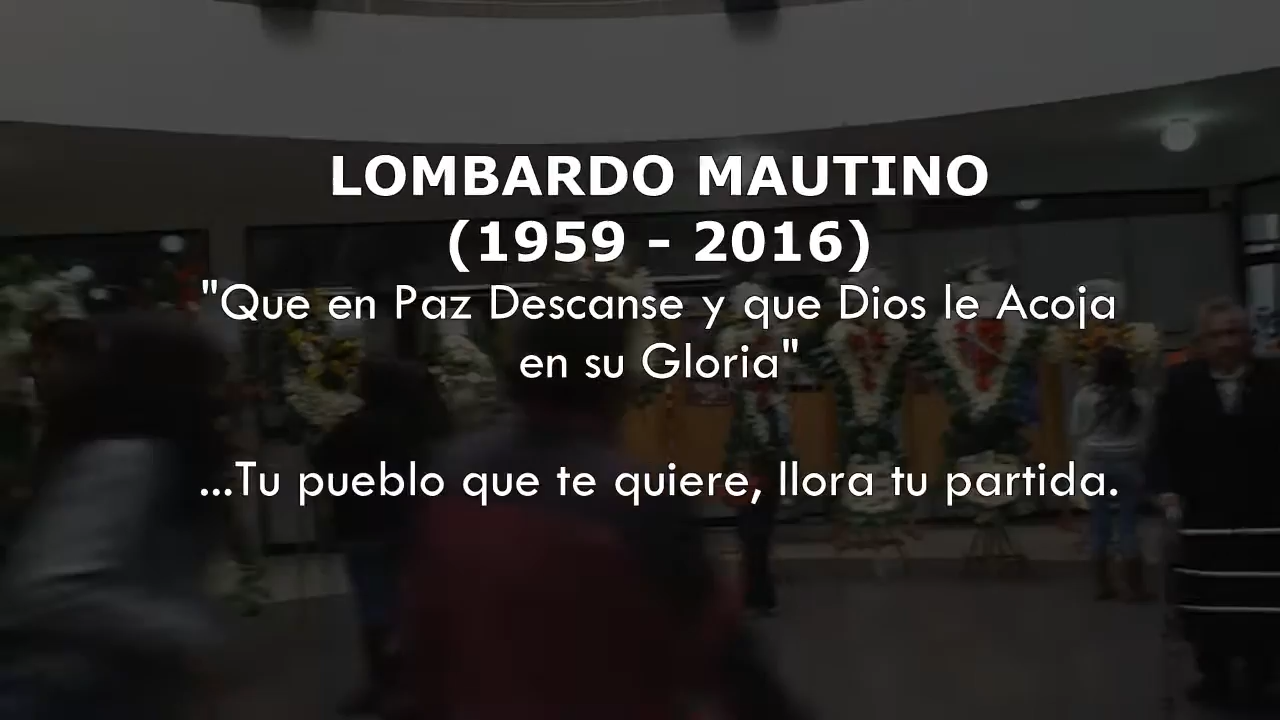 LOMBARDO MAUTINO
(1959 - 2016)
"Que en Paz Descanse y que Dios le Acoja
en su Gloria"
...Tu pueblo que te quiere, llora tu partida.